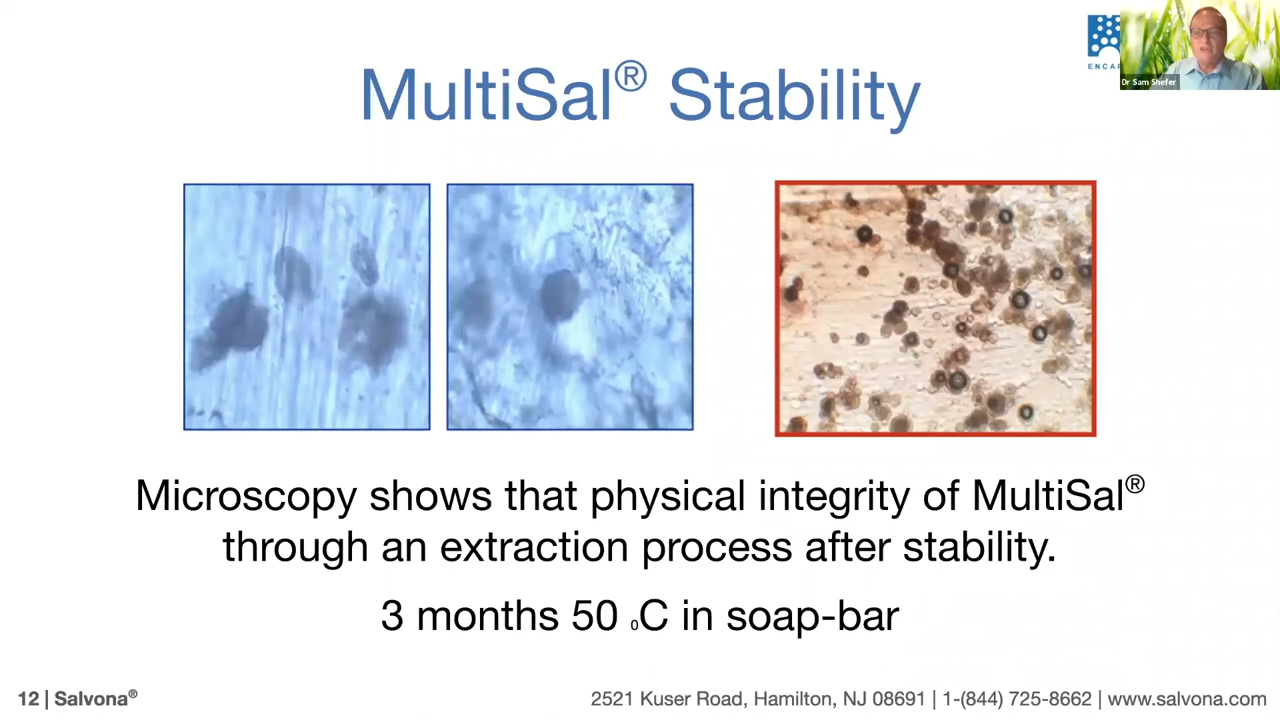 MultiSal® Stability
Dr Sam Shefer
Microscopy shows that physical integrity of MultiSal®
through an extraction process after stability.
3 months 50 ₀C in soap-bar
12 | Salvona®
2521 Kuser Road, Hamilton, NJ 08691 | 1-(844) 725-8662 | www.salvona.com